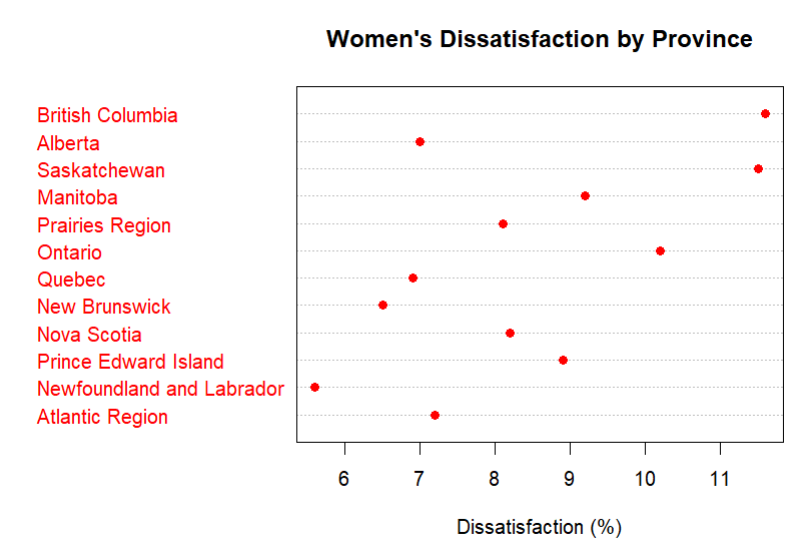 Women's Dissatisfaction by Province
British Columbia
Alberta
Saskatchewan
Manitoba
Prairies Region
Ontario
Quebec
New Brunswick
Nova Scotia
Prince Edward Island
Newfoundland and Labrador
Atlantic Region
6 7 8 9 10 11
Dissatisfaction (%)